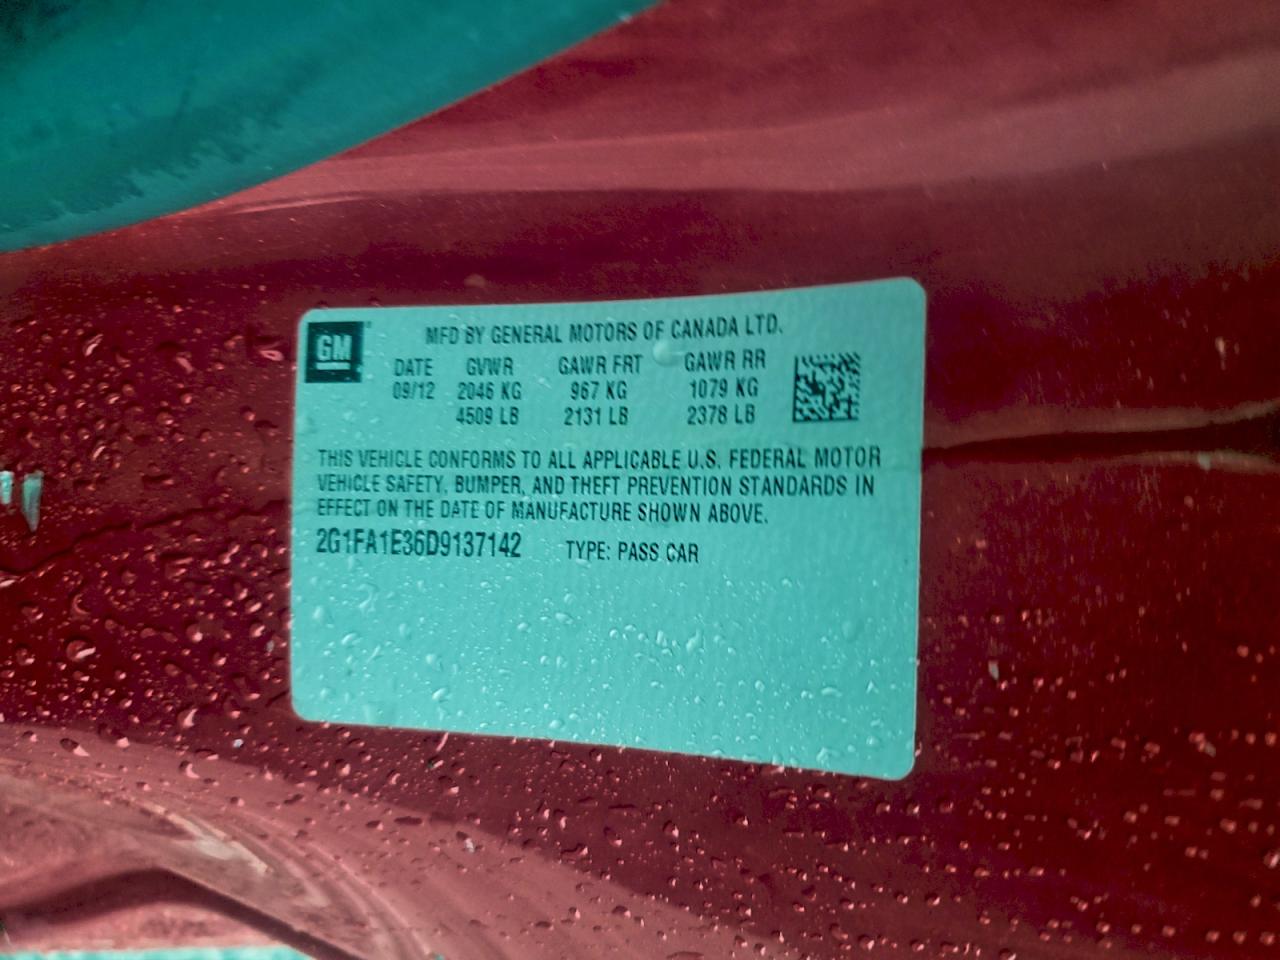 GM
MFD BY GENERAL MOTORS OF CANADA LTD.
DATE GVWR GAWR FRT GAWR RR
09/12 2046 KG 967 KG 1079 KG
4509 LB 2131 LB 2378 LB
THIS VEHICLE CONFORMS TO ALL APPLICABLE U.S. FEDERAL MOTOR
VEHICLE SAFETY, BUMPER, AND THEFT PREVENTION STANDARDS IN
EFFECT ON THE DATE OF MANUFACTURE SHOWN ABOVE.
2G1FA1E36D9137142 TYPE: PASS CAR